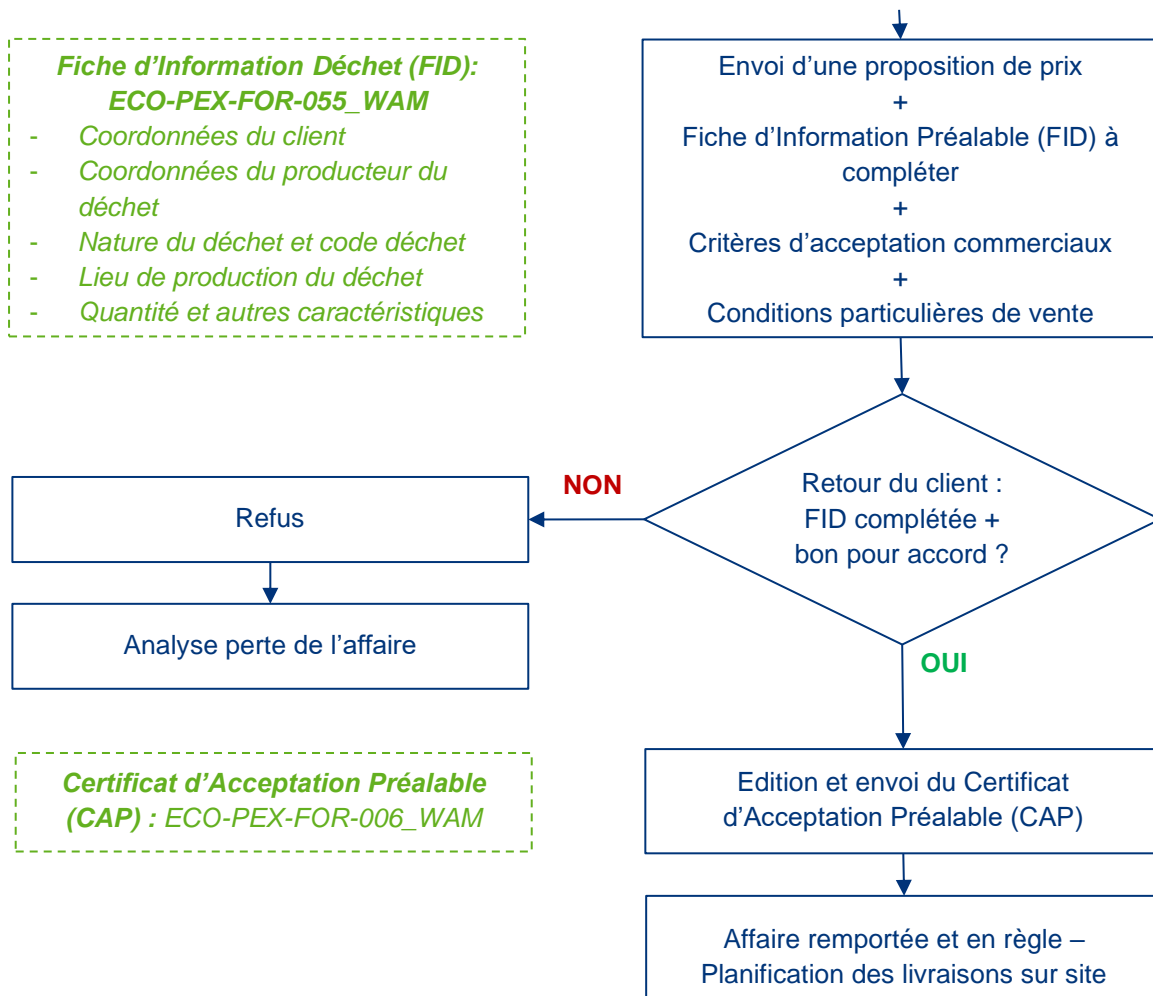 Fiche d’Information Déchet (FID):
ECO-PEX-FOR-055_WAM
- Coordonnées du client
- Coordonnées du producteur du
déchet
- Nature du déchet et code déchet
- Lieu de production du déchet
- Quantité et autres caractéristiques
Envoi d’une proposition de prix
+
Fiche d’Information Préalable (FID) à
compléter
+
Critères d’acceptation commerciaux
+
Conditions particulières de vente
Retour du client :
FID complétée +
bon pour accord ?
NON
Refus
Analyse perte de l’affaire
OUI
Certificat d’Acceptation Préalable
(CAP) : ECO-PEX-FOR-006_WAM
Edition et envoi du Certificat
d’Acceptation Préalable (CAP)
Affaire remportée et en règle –
Planification des livraisons sur site